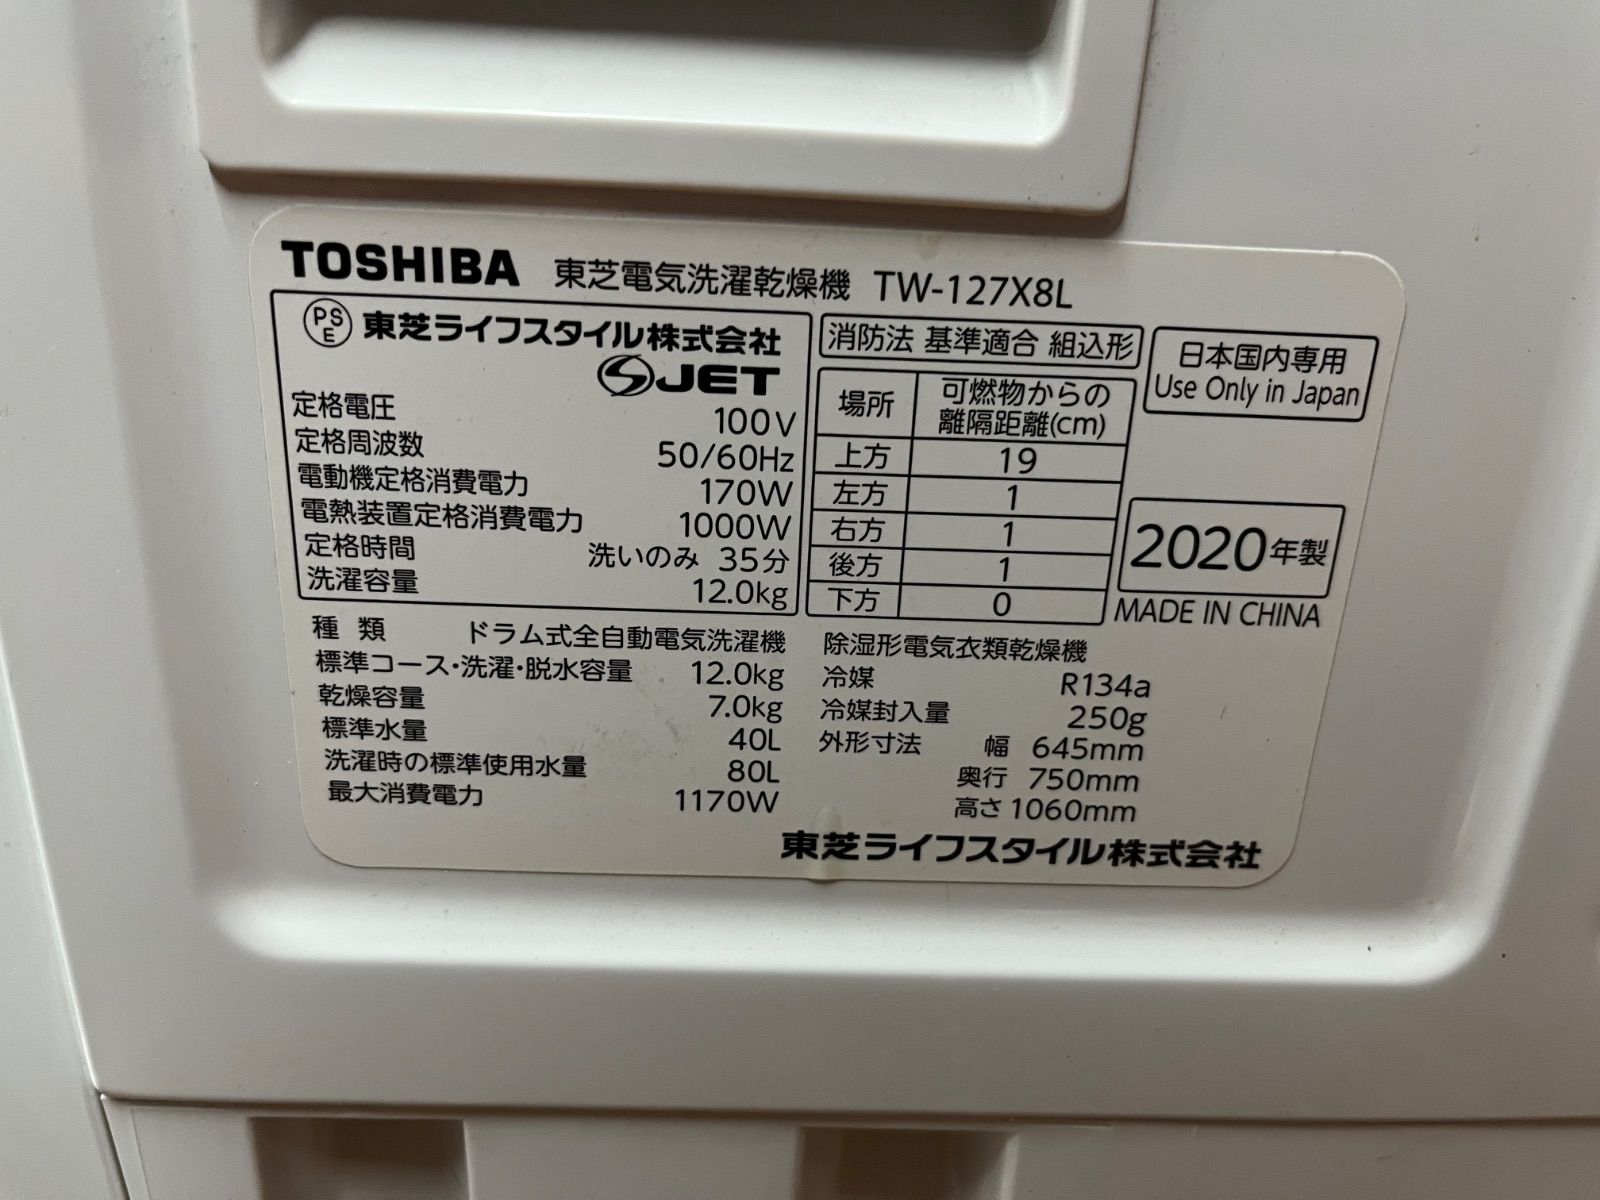 TOSHIBA 東芝電気洗濯乾燥機 TW-127X8L
PSE 東芝ライフスタイル株式会社
SJET
定格電圧 100V
定格周波数 50/60Hz
電動機定格消費電力 170W
電熱装置定格消費電力 1000W
定格時間 洗いのみ 35分
洗濯容量 12.0kg
消防法 基準適合 組込形
場所 可燃物からの離隔距離(cm)
上方 19
左方 1
右方 1
後方 1
下方 0
日本国内専用
Use Only in Japan
2020年製
MADE IN CHINA
種類 ドラム式全自動電気洗濯機
標準コース・洗濯・脱水容量 12.0kg
乾燥容量 7.0kg
標準水量 40L
洗濯時の標準使用水量 80L
最大消費電力 1170W
除湿形電気衣類乾燥機
冷媒 R134a
冷媒封入量 250g
外形寸法 幅 645mm
奥行 750mm
高さ 1060mm
東芝ライフスタイル株式会社